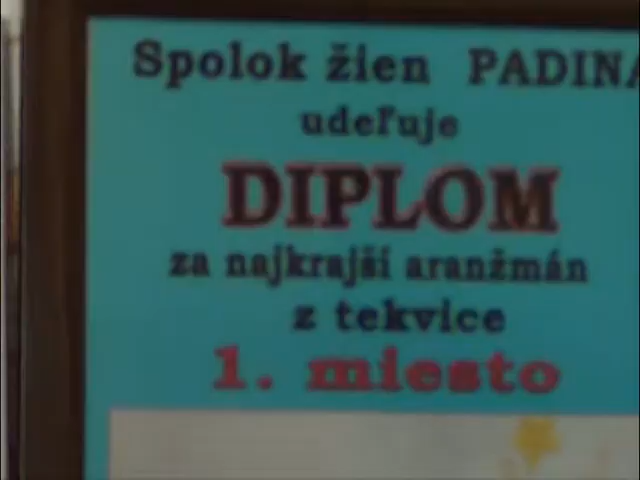 Spolok žien PADINA
udeľuje
DIPLOM
za najkrajší aranžmán
z tekvice
1. miesto